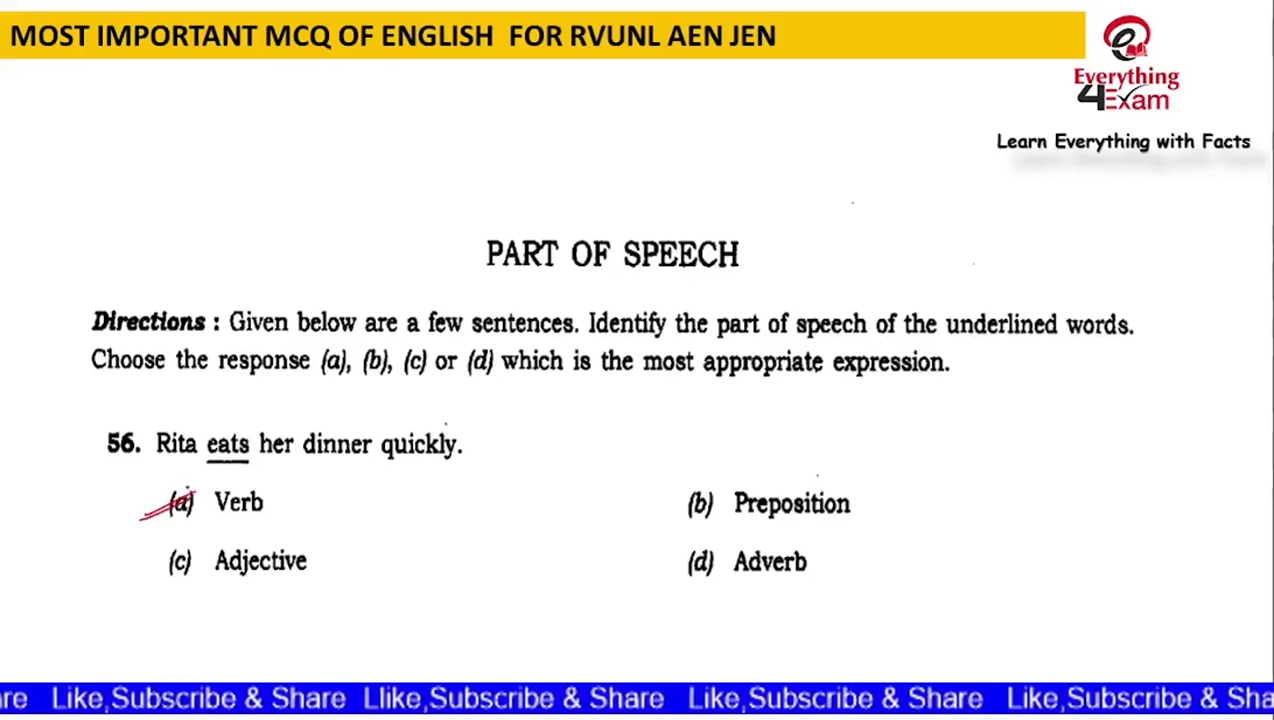 MOST IMPORTANT MCQ OF ENGLISH FOR RVUNL AEN JEN
e
Everything
4Exam
Learn Everything with Facts
PART OF SPEECH
Directions : Given below are a few sentences. Identify the part of speech of the underlined words.
Choose the response (a), (b), (c) or (d) which is the most appropriate expression.
56. Rita eats her dinner quickly.
(a) Verb (b) Preposition
(c) Adjective (d) Adverb
re Like,Subscribe & Share Llike,Subscribe & Share Like,Subscribe & Share Like,Subscribe & Sha